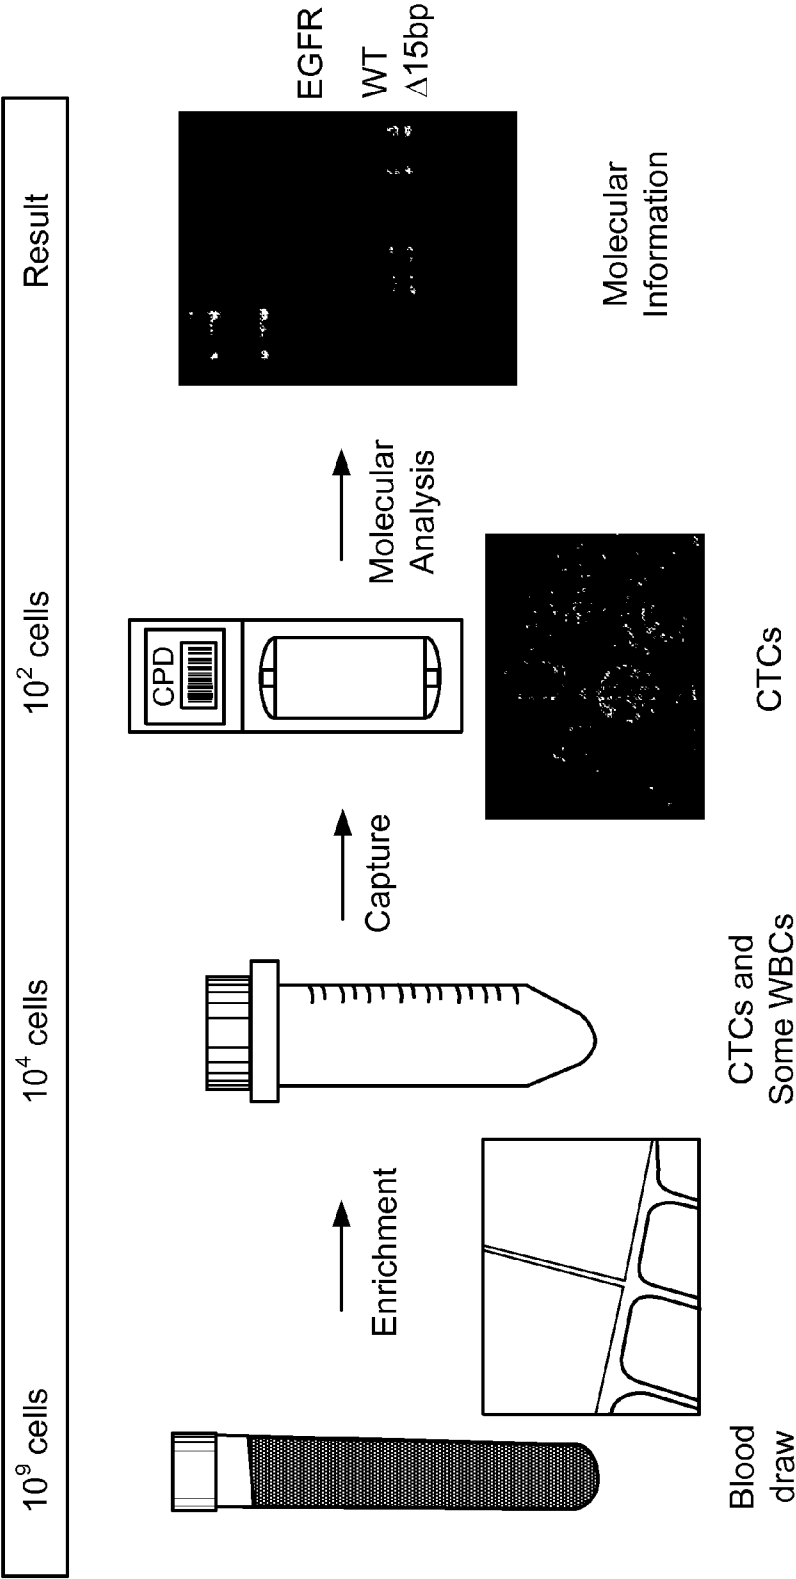 10⁹ cells
10⁴ cells
10² cells
Result
CPD
EGFR
WT
Δ15bp
Enrichment
Capture
Molecular
Analysis
Blood
draw
CTCs and
Some WBCs
CTCs
Molecular
Information